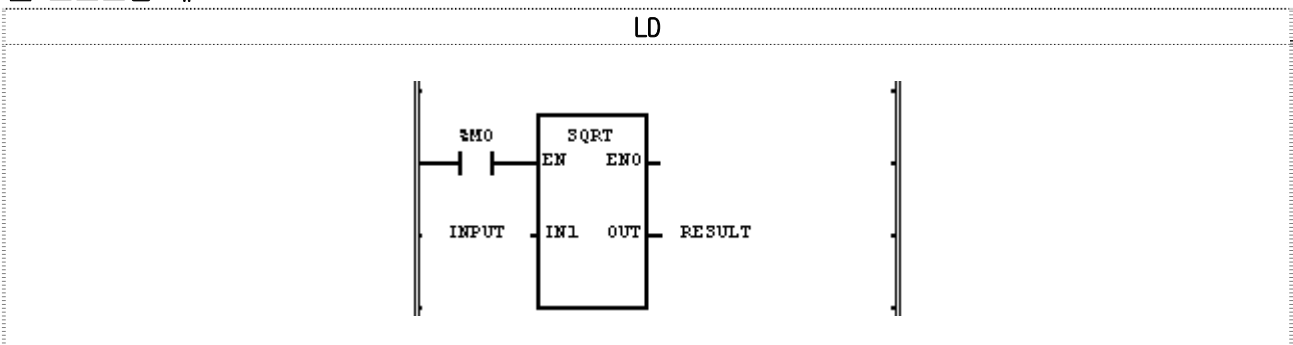 LD
%M0 SQRT
EN ENO
INPUT IN1 OUT RESULT